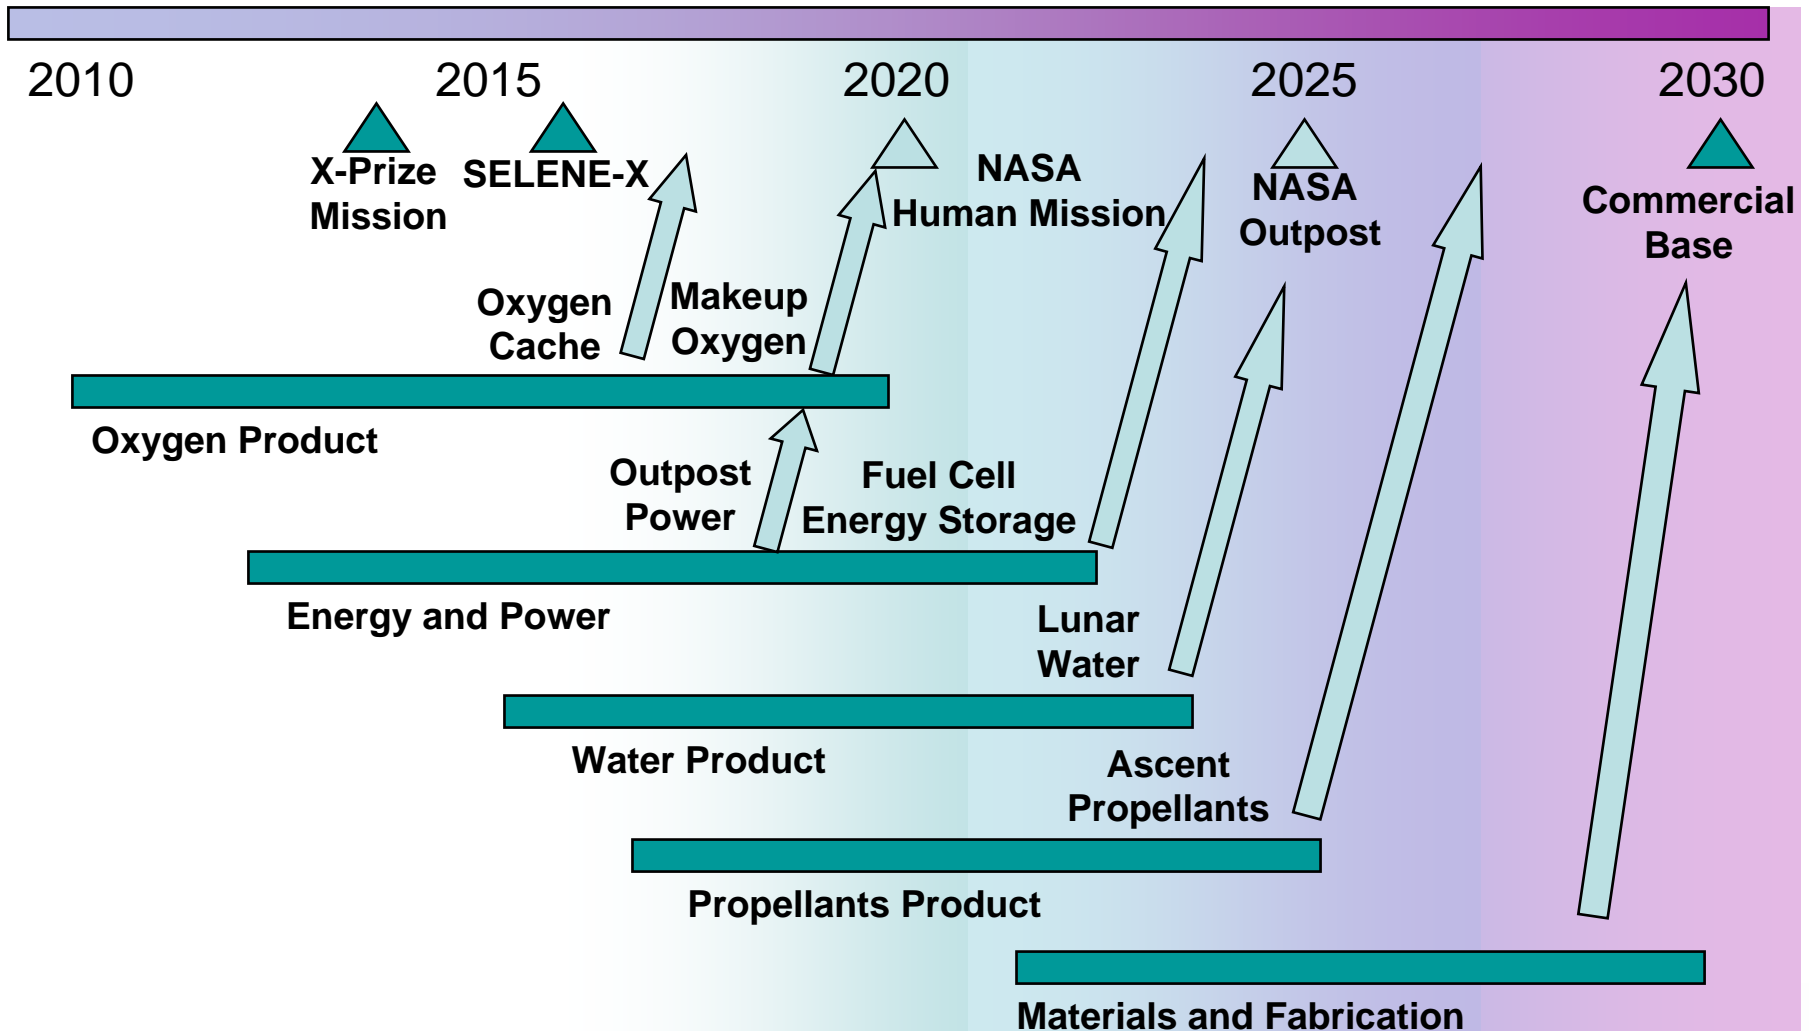 2010 2015 2020 2025 2030
X-Prize
Mission
SELENE-X
NASA
Human Mission
NASA
Outpost
Commercial
Base
Oxygen
Cache
Makeup
Oxygen
Oxygen Product
Outpost
Power
Fuel Cell
Energy Storage
Energy and Power
Lunar
Water
Water Product
Ascent
Propellants
Propellants Product
Materials and Fabrication